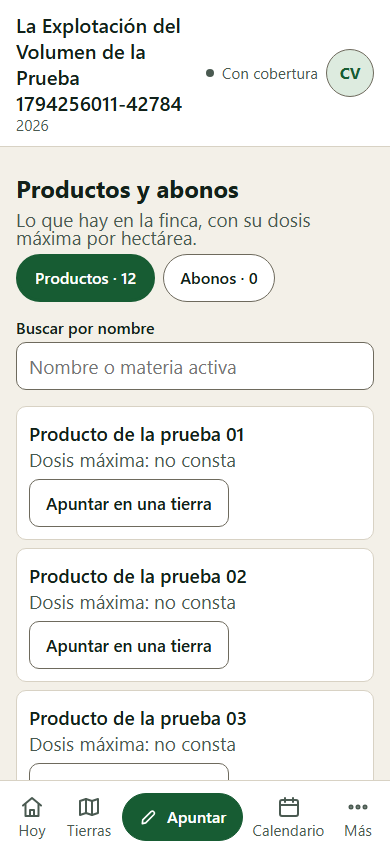 La Explotación del
Volumen de la
Prueba
1794256011-42784
2026
Con cobertura
CV
Productos y abonos
Lo que hay en la finca, con su dosis
máxima por hectárea.
Productos · 12
Abonos · 0
Buscar por nombre
Nombre o materia activa
Producto de la prueba 01
Dosis máxima: no consta
Apuntar en una tierra
Producto de la prueba 02
Dosis máxima: no consta
Apuntar en una tierra
Producto de la prueba 03
Dosis máxima: no consta
Hoy
Tierras
Apuntar
Calendario
Más